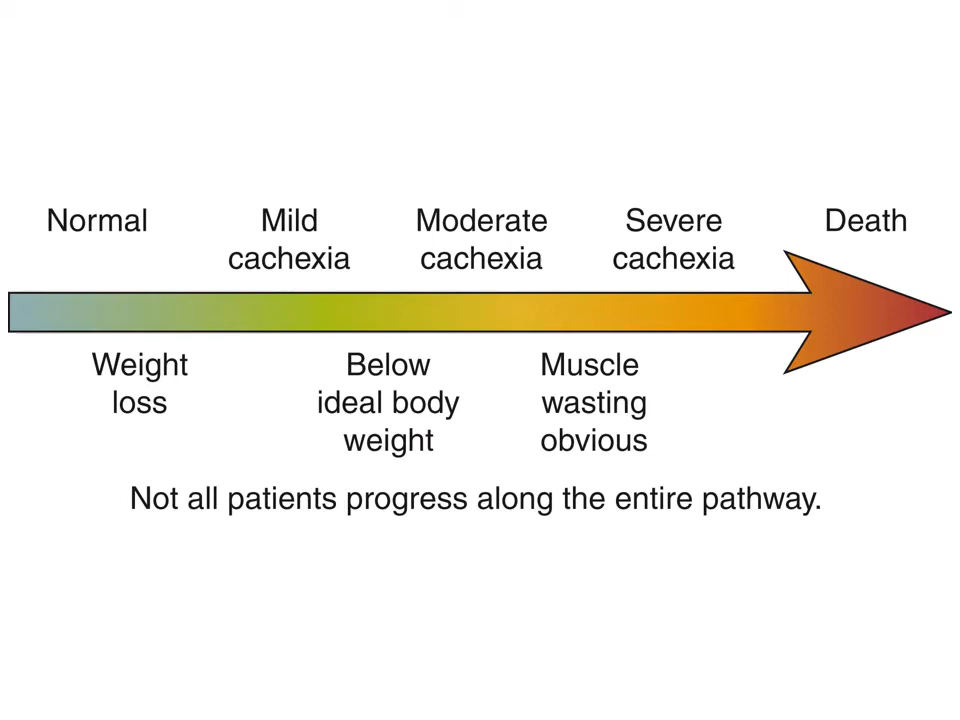 Normal
Mild
cachexia
Moderate
cachexia
Severe
cachexia
Death
Weight
loss
Below
ideal body
weight
Muscle
wasting
obvious
Not all patients progress along the entire pathway.